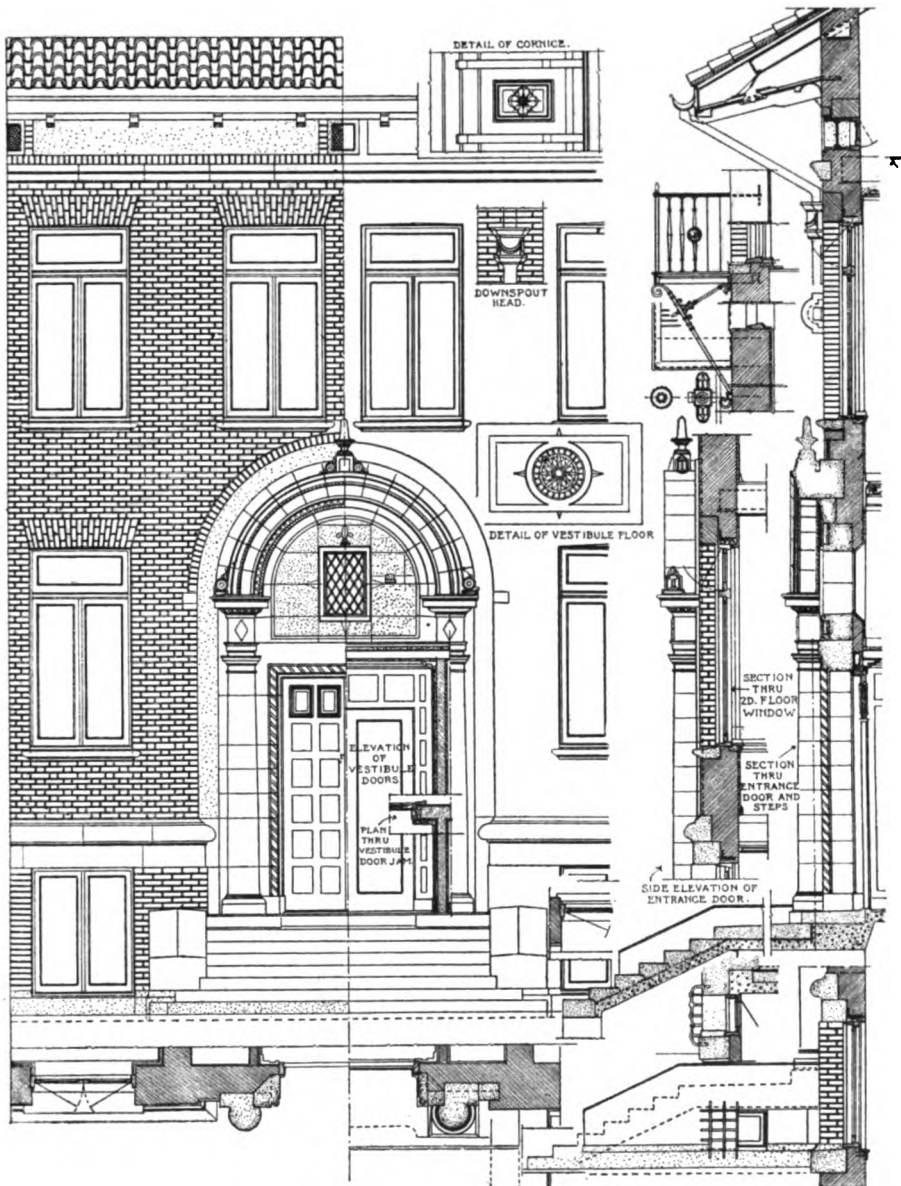 DETAIL OF CORNICE.
DOWNSPOUT
HEAD.
DETAIL OF VESTIBULE FLOOR
SECTION
THRU
2D. FLOOR
WINDOW
ELEVATION
OF
VESTIBULE
DOORS
SECTION
THRU
ENTRANCE
DOOR AND
STEPS
PLAN
THRU
VESTIBULE
DOOR JAM.
SIDE ELEVATION OF
ENTRANCE DOOR.